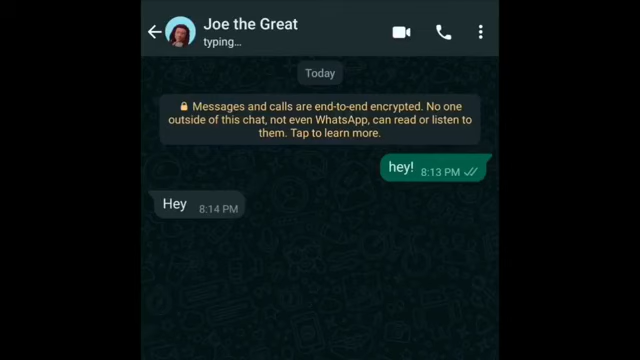 Joe the Great
typing...
Today
Messages and calls are end-to-end encrypted. No one
outside of this chat, not even WhatsApp, can read or listen to
them. Tap to learn more.
hey! 8:13 PM
Hey 8:14 PM